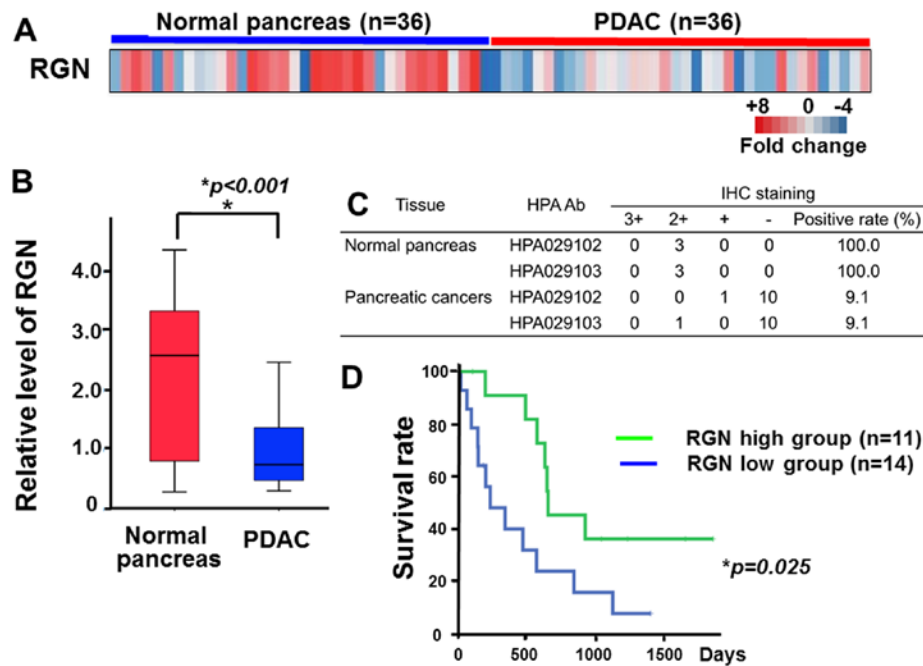 A
Normal pancreas (n=36) PDAC (n=36)
RGN
+8 0 -4
Fold change
B
*p<0.001
*
Relative level of RGN
4.0
3.0
2.0
1.0
0
Normal pancreas
PDAC
C
IHC staining
Tissue HPA Ab 3+ 2+ + - Positive rate (%)
Normal pancreas HPA029102 0 3 0 0 100.0
HPA029103 0 3 0 0 100.0
Pancreatic cancers HPA029102 0 0 1 10 9.1
HPA029103 0 1 0 10 9.1
D
Survival rate
100
80
60
40
20
0
RGN high group (n=11)
RGN low group (n=14)
*p=0.025
0 500 1000 1500 Days